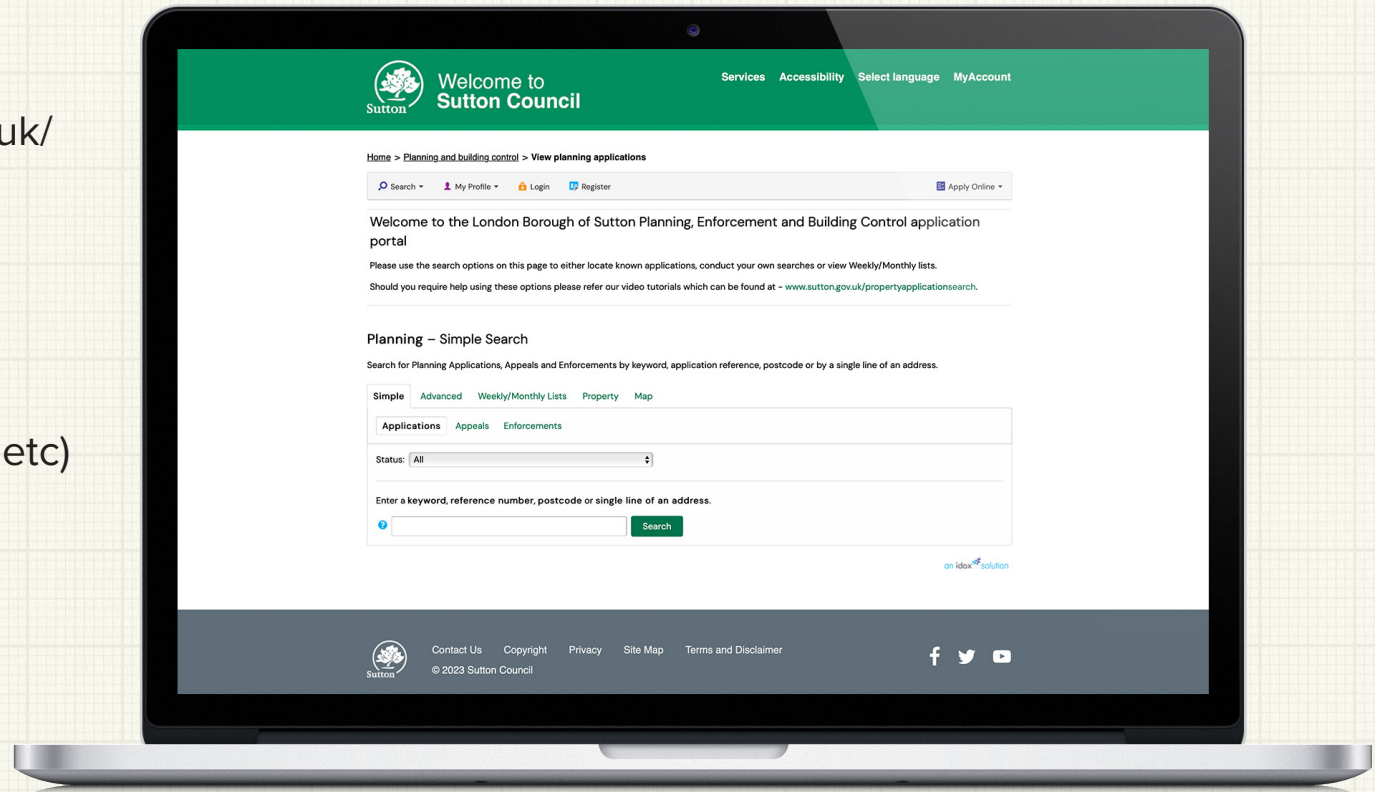 uk/
etc)
Sutton
Welcome to
Sutton Council
Services Accessibility Select language MyAccount
Home > Planning and building control > View planning applications
Search My Profile Login Register Apply Online
Welcome to the London Borough of Sutton Planning, Enforcement and Building Control application
portal
Please use the search options on this page to either locate known applications, conduct your own searches or view Weekly/Monthly lists.
Should you require help using these options please refer our video tutorials which can be found at - www.sutton.gov.uk/propertyapplicationsearch.
Planning – Simple Search
Search for Planning Applications, Appeals and Enforcements by keyword, application reference, postcode or by a single line of an address.
Simple Advanced Weekly/Monthly Lists Property Map
Applications Appeals Enforcements
Status: All
Enter a keyword, reference number, postcode or single line of an address.
? Search
an idox solution
Sutton
Contact Us Copyright Privacy Site Map Terms and Disclaimer
© 2023 Sutton Council